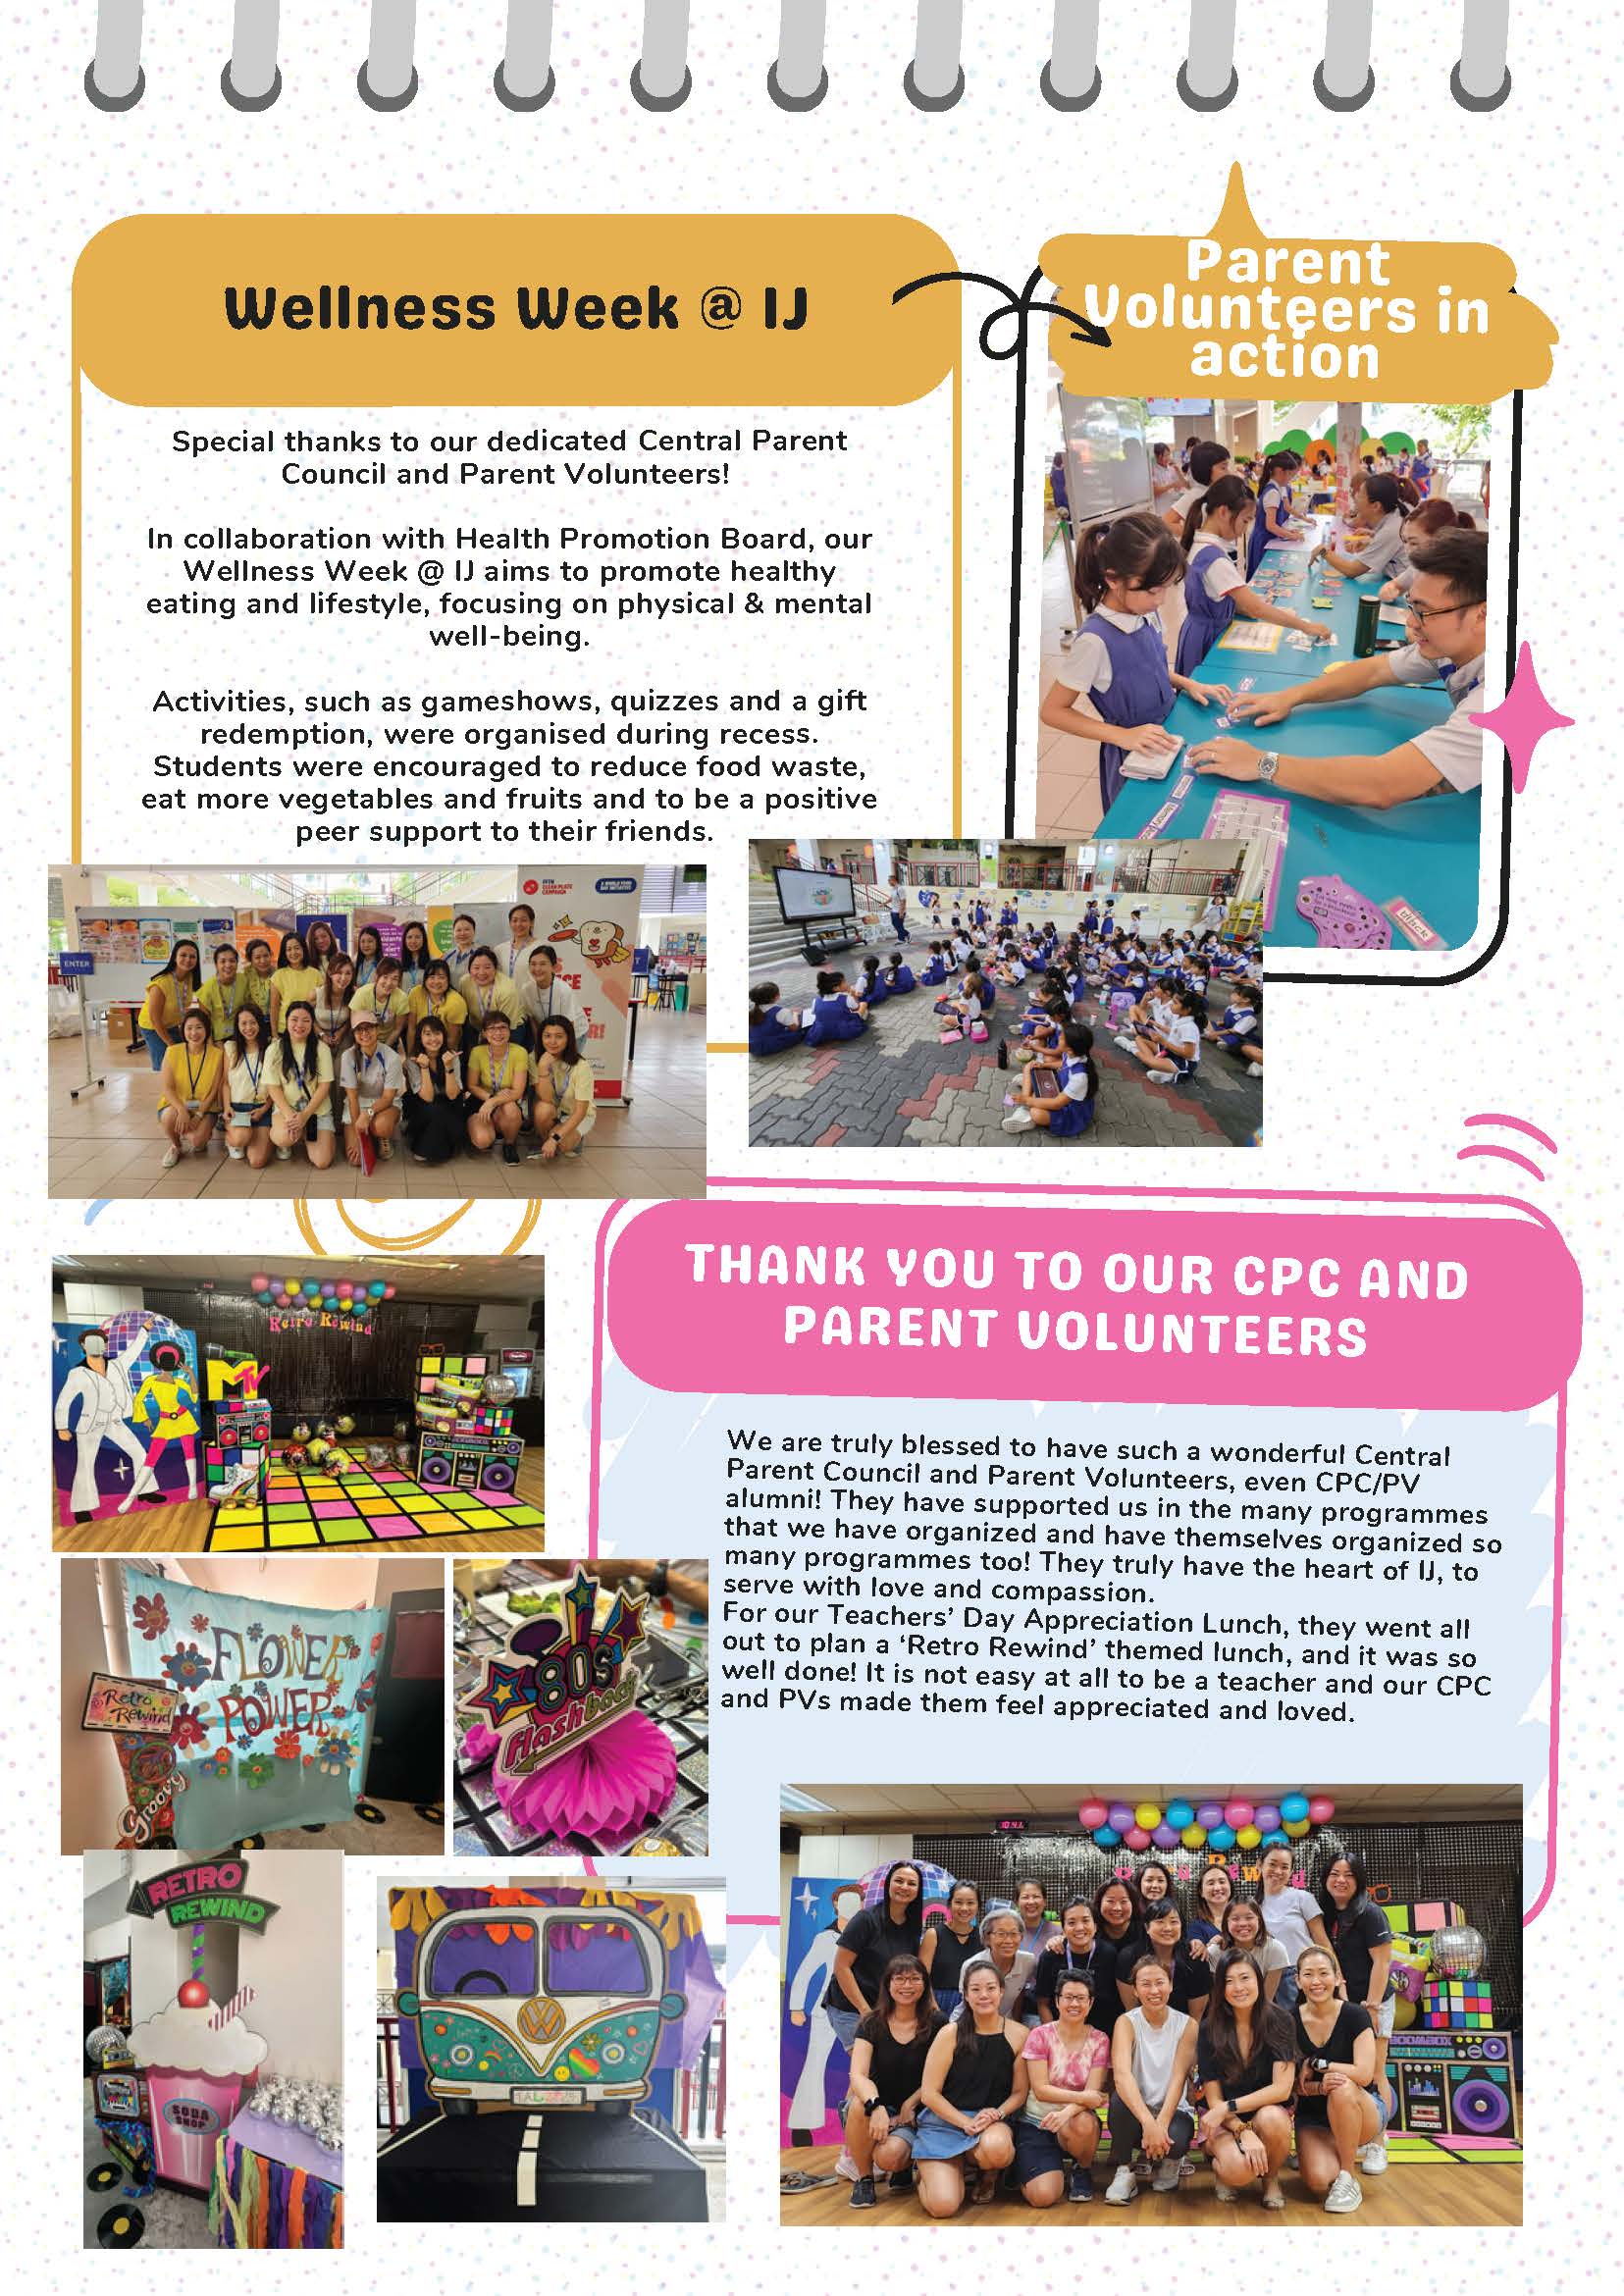 Wellness Week @ IJ
Special thanks to our dedicated Central Parent
Council and Parent Volunteers!
In collaboration with Health Promotion Board, our
Wellness Week @ IJ aims to promote healthy
eating and lifestyle, focusing on physical & mental
well-being.
Activities, such as gameshows, quizzes and a gift
redemption, were organised during recess.
Students were encouraged to reduce food waste,
eat more vegetables and fruits and to be a positive
peer support to their friends.
Parent
Volunteers in
action
ENTER
CLEAN PLATE
CAMPAIGN
THANK YOU TO OUR CPC AND
PARENT VOLUNTEERS
We are truly blessed to have such a wonderful Central
Parent Council and Parent Volunteers, even CPC/PV
alumni! They have supported us in the many programmes
that we have organized and have themselves organized so
many programmes too! They truly have the heart of IJ, to
serve with love and compassion.
For our Teachers' Day Appreciation Lunch, they went all
out to plan a 'Retro Rewind' themed lunch, and it was so
well done! It is not easy at all to be a teacher and our CPC
and PVs made them feel appreciated and loved.
Retro Rewind
MTV
FLOWER
POWER
Retro
Rewind
Groovy
80s
flashback
RETRO
REWIND
SODA
SHOP
VW
BOOMBOX